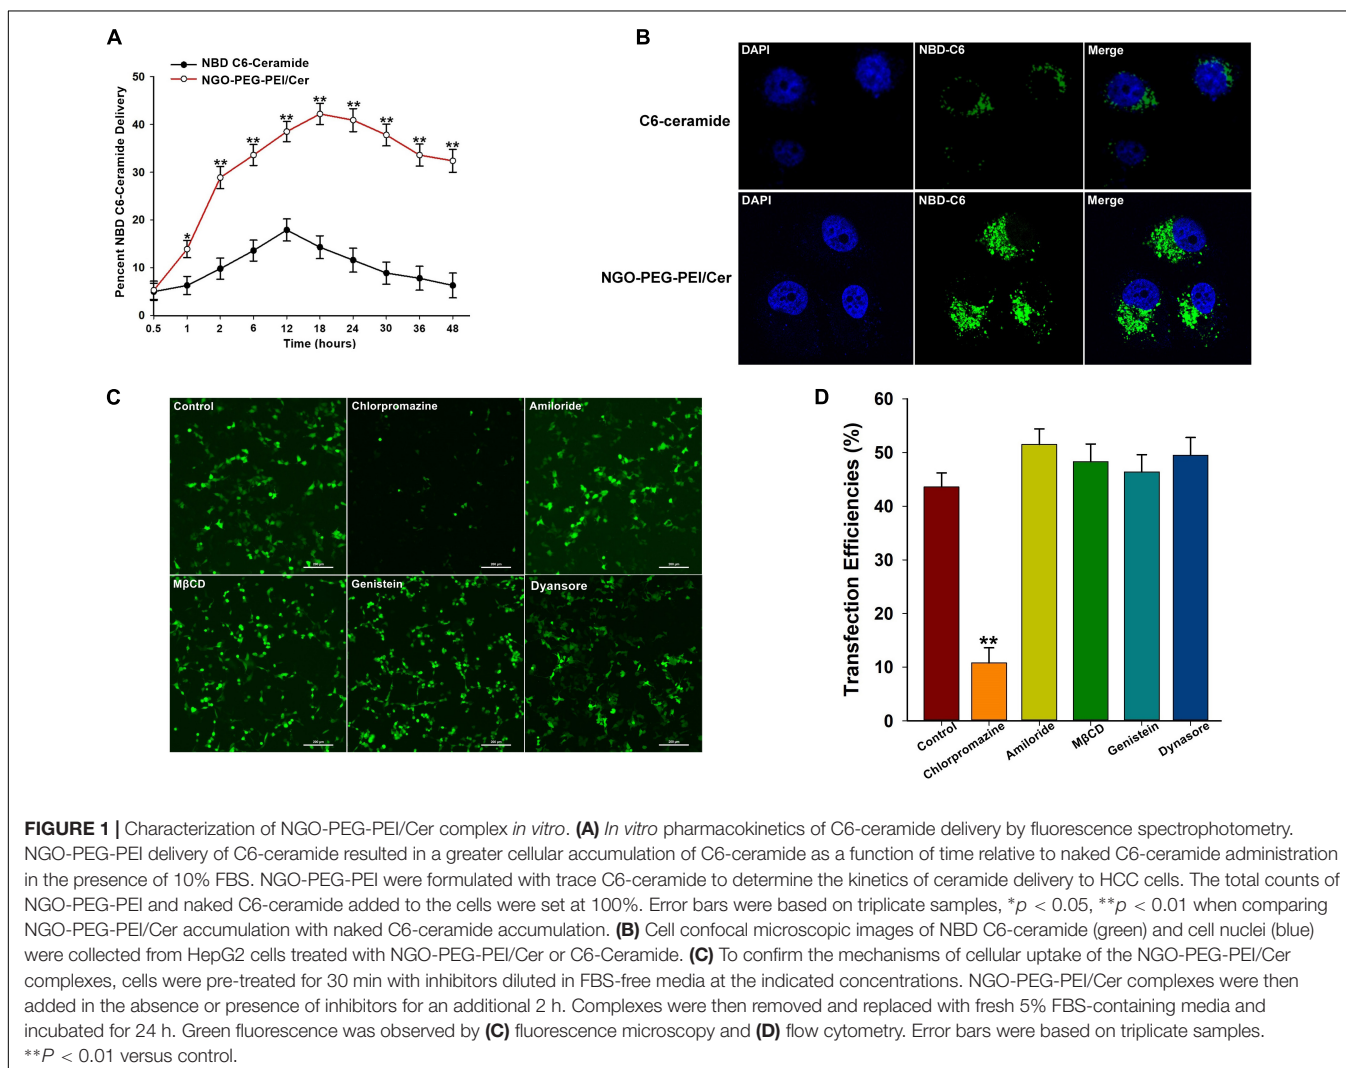 A
NBD C6-Ceramide
NGO-PEG-PEI/Cer
Pencent NBD C6-Ceramide Delivery
50
40
30
20
10
0
* ** ** ** ** ** ** ** **
0.5 1 2 6 12 18 24 30 36 48
Time (hours)
B
DAPI NBD-C6 Merge
C6-ceramide
DAPI NBD-C6 Merge
NGO-PEG-PEI/Cer
C
Control Chlorpromazine Amiloride
200 μm 200 μm 200 μm
MβCD Genistein Dyansore
200 μm 200 μm 200 μm
D
Transfection Efficiencies (%)
60
50
40
30
20
10
0
**
Control Chlorpromazine Amiloride MβCD Genistein Dynasore
FIGURE 1 | Characterization of NGO-PEG-PEI/Cer complex in vitro. (A) In vitro pharmacokinetics of C6-ceramide delivery by fluorescence spectrophotometry.
NGO-PEG-PEI delivery of C6-ceramide resulted in a greater cellular accumulation of C6-ceramide as a function of time relative to naked C6-ceramide administration
in the presence of 10% FBS. NGO-PEG-PEI were formulated with trace C6-ceramide to determine the kinetics of ceramide delivery to HCC cells. The total counts of
NGO-PEG-PEI and naked C6-ceramide added to the cells were set at 100%. Error bars were based on triplicate samples, *p < 0.05, **p < 0.01 when comparing
NGO-PEG-PEI/Cer accumulation with naked C6-ceramide accumulation. (B) Cell confocal microscopic images of NBD C6-ceramide (green) and cell nuclei (blue)
were collected from HepG2 cells treated with NGO-PEG-PEI/Cer or C6-Ceramide. (C) To confirm the mechanisms of cellular uptake of the NGO-PEG-PEI/Cer
complexes, cells were pre-treated for 30 min with inhibitors diluted in FBS-free media at the indicated concentrations. NGO-PEG-PEI/Cer complexes were then
added in the absence or presence of inhibitors for an additional 2 h. Complexes were then removed and replaced with fresh 5% FBS-containing media and
incubated for 24 h. Green fluorescence was observed by (C) fluorescence microscopy and (D) flow cytometry. Error bars were based on triplicate samples.
**P < 0.01 versus control.